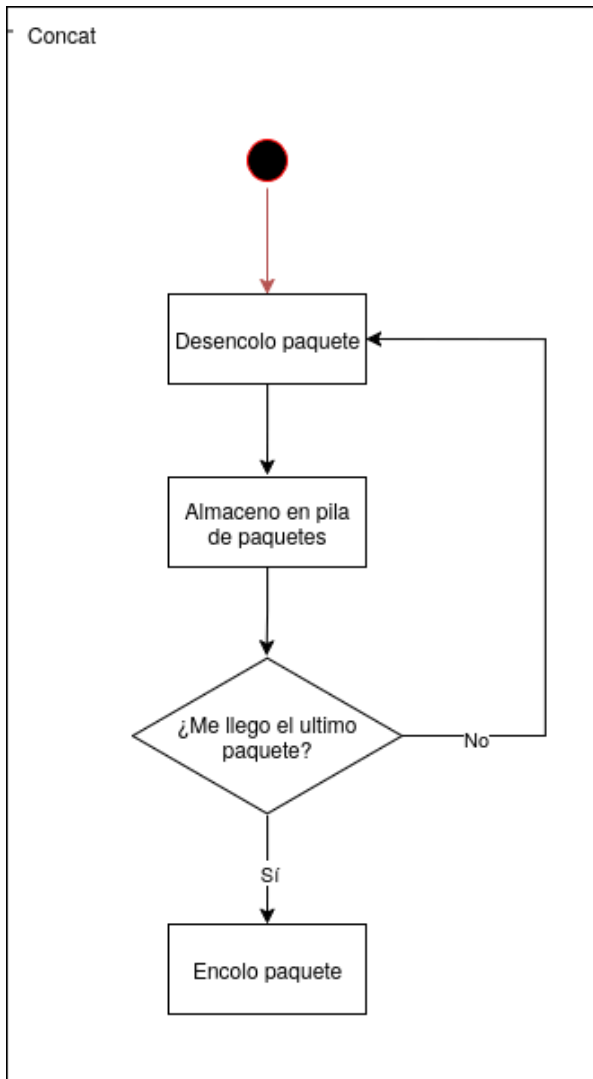 Concat
Desencolo paquete
Almaceno en pila
de paquetes
¿Me llego el ultimo
paquete?
No
Sí
Encolo paquete